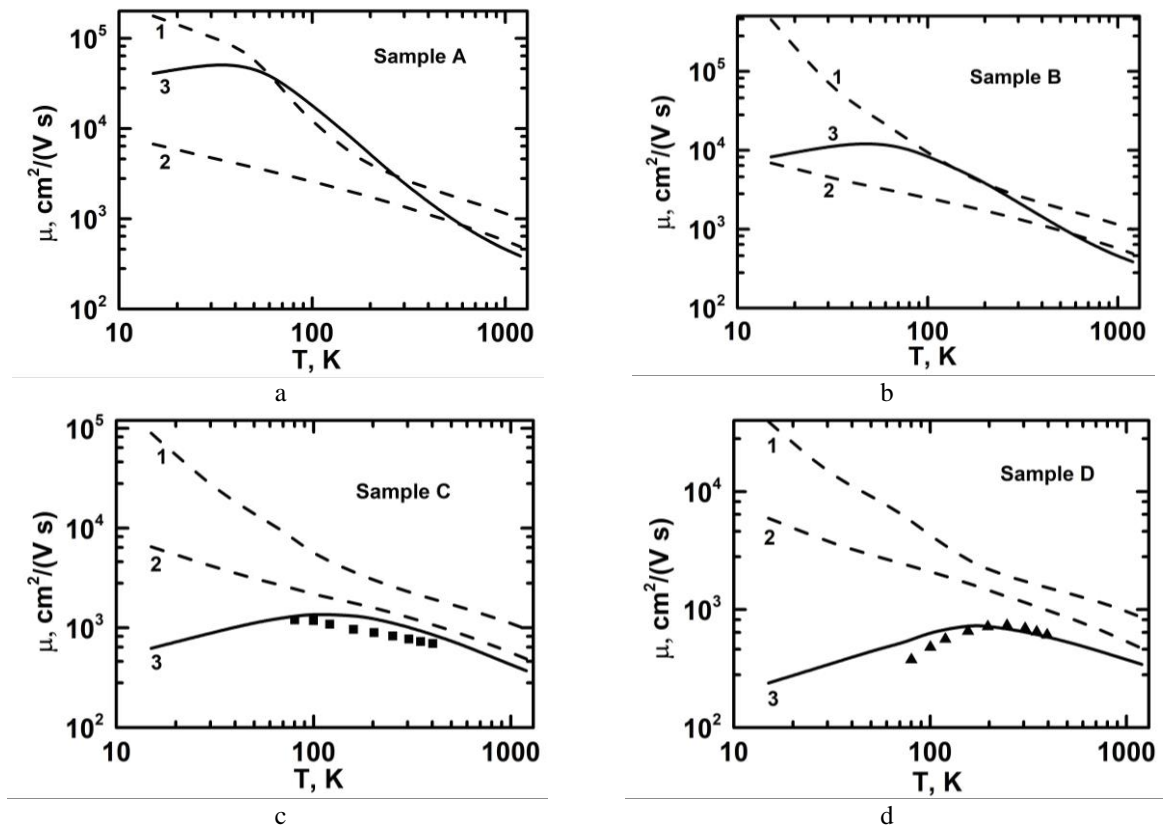 10⁵
10⁴
10³
10²
μ, cm²/(V s)
1
3
2
Sample A
10
100
1000
T, K
a
10⁵
10⁴
10³
10²
μ, cm²/(V s)
1
3
2
Sample B
10
100
1000
T, K
b
10⁵
10⁴
10³
10²
μ, cm²/(V s)
1
2
3
Sample C
10
100
1000
T, K
c
10⁴
10³
10²
μ, cm²/(V s)
1
2
3
Sample D
10
100
1000
T, K
d